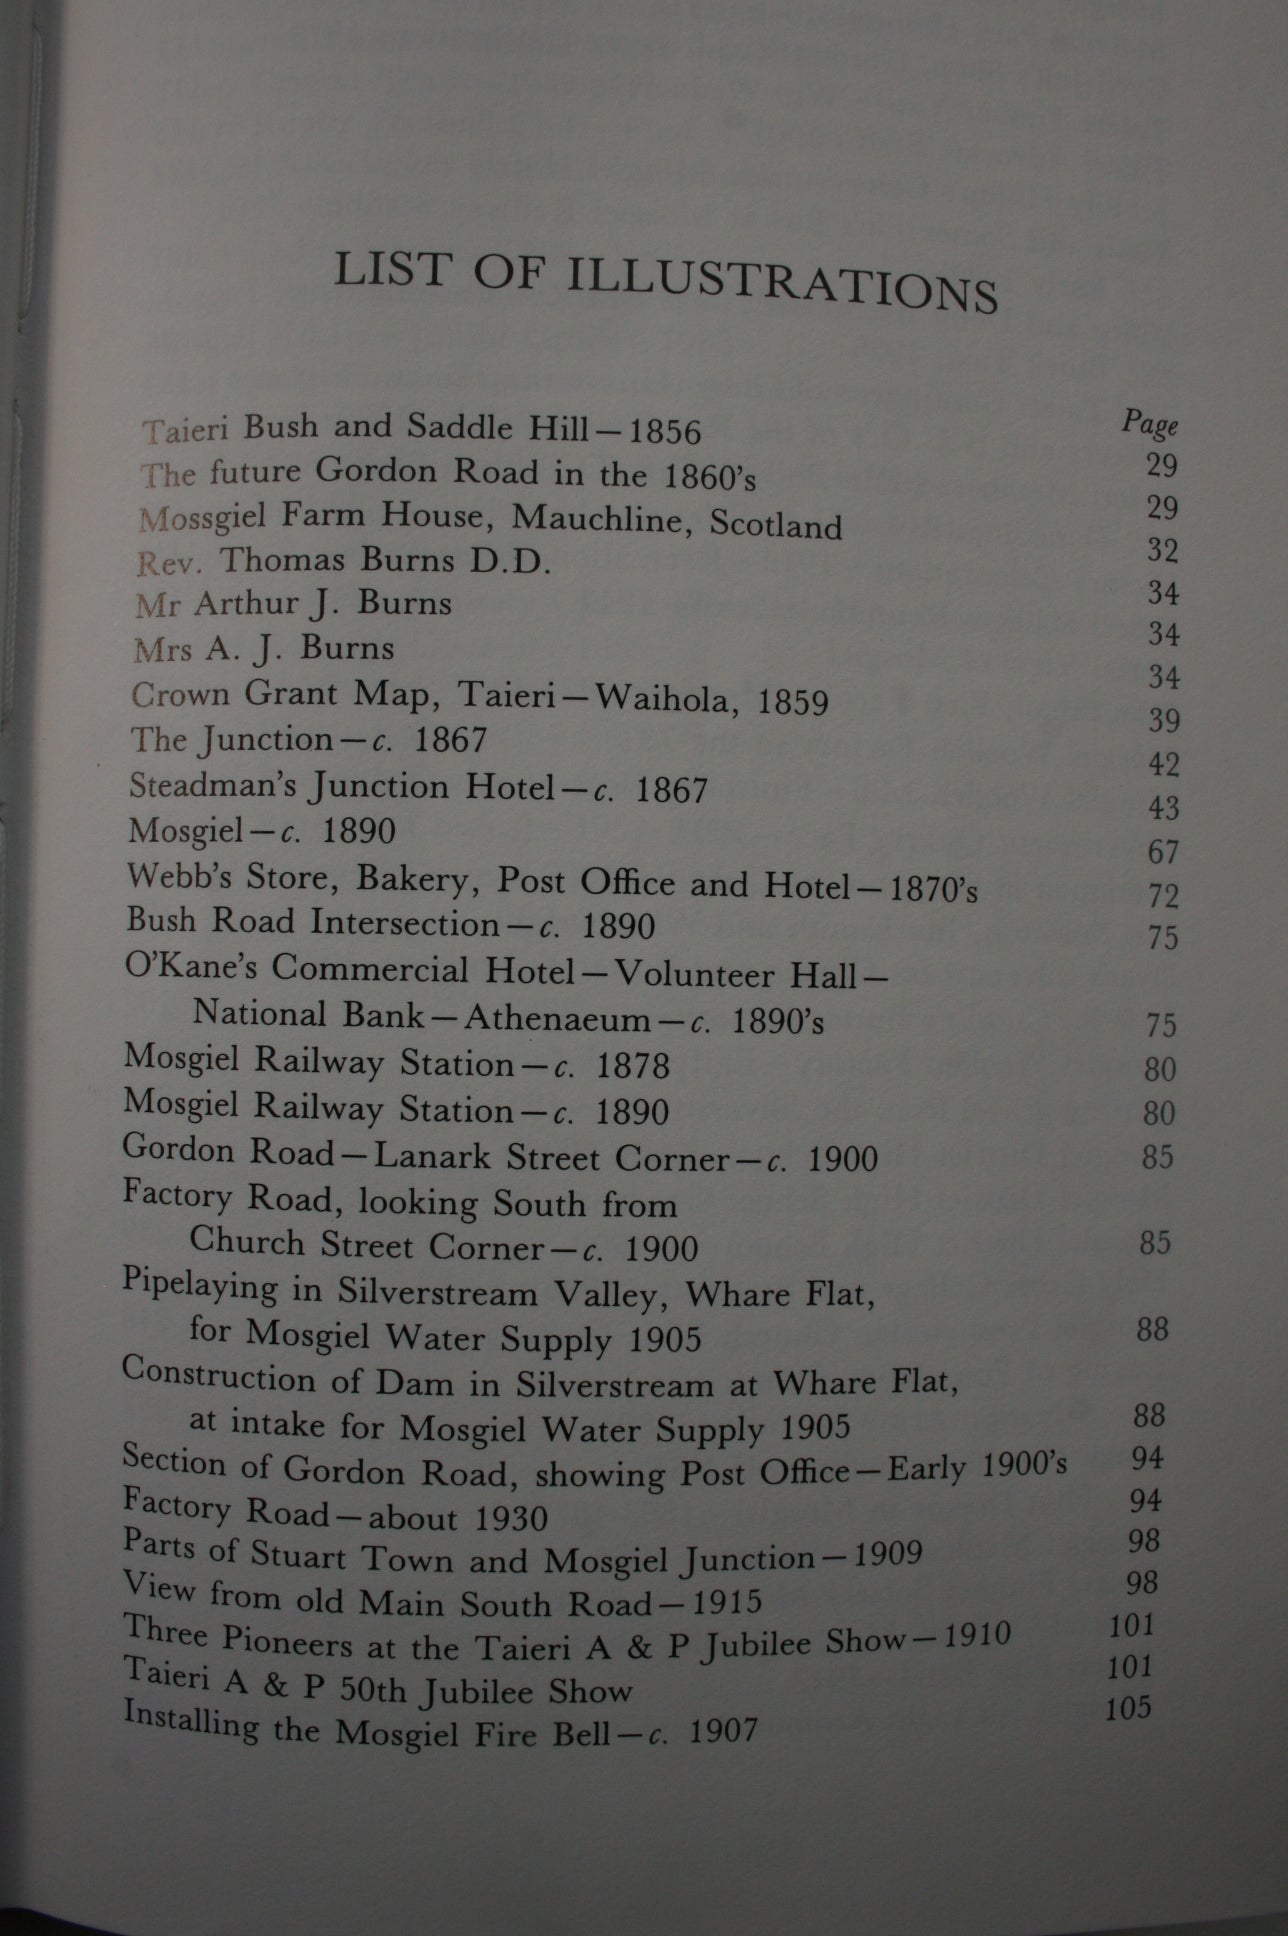 LIST OF ILLUSTRATIONS
Page
Taieri Bush and Saddle Hill — 1856 29
The future Gordon Road in the 1860's 29
Mossgiel Farm House, Mauchline, Scotland 32
Rev. Thomas Burns D.D. 34
Mr Arthur J. Burns 34
Mrs A. J. Burns 34
Crown Grant Map, Taieri — Waihola, 1859 39
The Junction — c. 1867 42
Steadman's Junction Hotel — c. 1867 43
Mosgiel — c. 1890 67
Webb's Store, Bakery, Post Office and Hotel — 1870's 72
Bush Road Intersection — c. 1890 75
O'Kane's Commercial Hotel — Volunteer Hall —
National Bank — Athenaeum — c. 1890's 75
Mosgiel Railway Station — c. 1878 80
Mosgiel Railway Station — c. 1890 80
Gordon Road — Lanark Street Corner — c. 1900 85
Factory Road, looking South from
Church Street Corner — c. 1900 85
Pipelaying in Silverstream Valley, Whare Flat,
for Mosgiel Water Supply 1905 88
Construction of Dam in Silverstream at Whare Flat,
at intake for Mosgiel Water Supply 1905 88
Section of Gordon Road, showing Post Office — Early 1900's 94
Factory Road — about 1930 94
Parts of Stuart Town and Mosgiel Junction — 1909 98
View from old Main South Road — 1915 98
Three Pioneers at the Taieri A & P Jubilee Show — 1910 101
Taieri A & P 50th Jubilee Show 101
Installing the Mosgiel Fire Bell — c. 1907 105